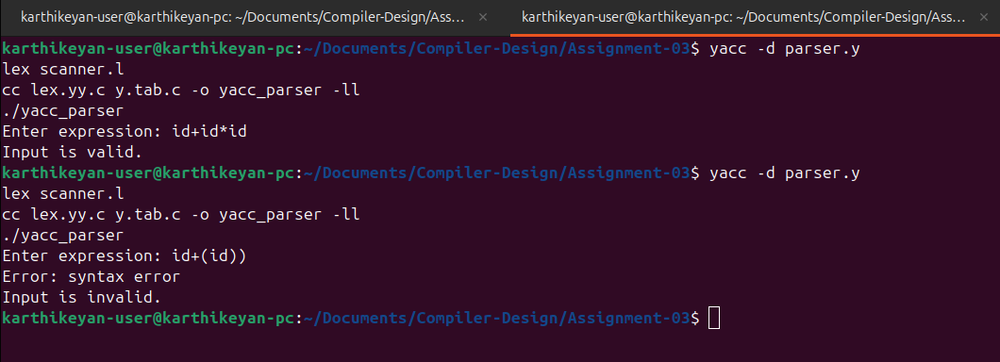 karthikeyan-user@karthikeyan-pc: ~/Documents/Compiler-Design/Ass... × karthikeyan-user@karthikeyan-pc: ~/Documents/Compiler-Design/Ass... ×
karthikeyan-user@karthikeyan-pc:~/Documents/Compiler-Design/Assignment-03$ yacc -d parser.y
lex scanner.l
cc lex.yy.c y.tab.c -o yacc_parser -ll
./yacc_parser
Enter expression: id+id*id
Input is valid.
karthikeyan-user@karthikeyan-pc:~/Documents/Compiler-Design/Assignment-03$ yacc -d parser.y
lex scanner.l
cc lex.yy.c y.tab.c -o yacc_parser -ll
./yacc_parser
Enter expression: id+(id))
Error: syntax error
Input is invalid.
karthikeyan-user@karthikeyan-pc:~/Documents/Compiler-Design/Assignment-03$